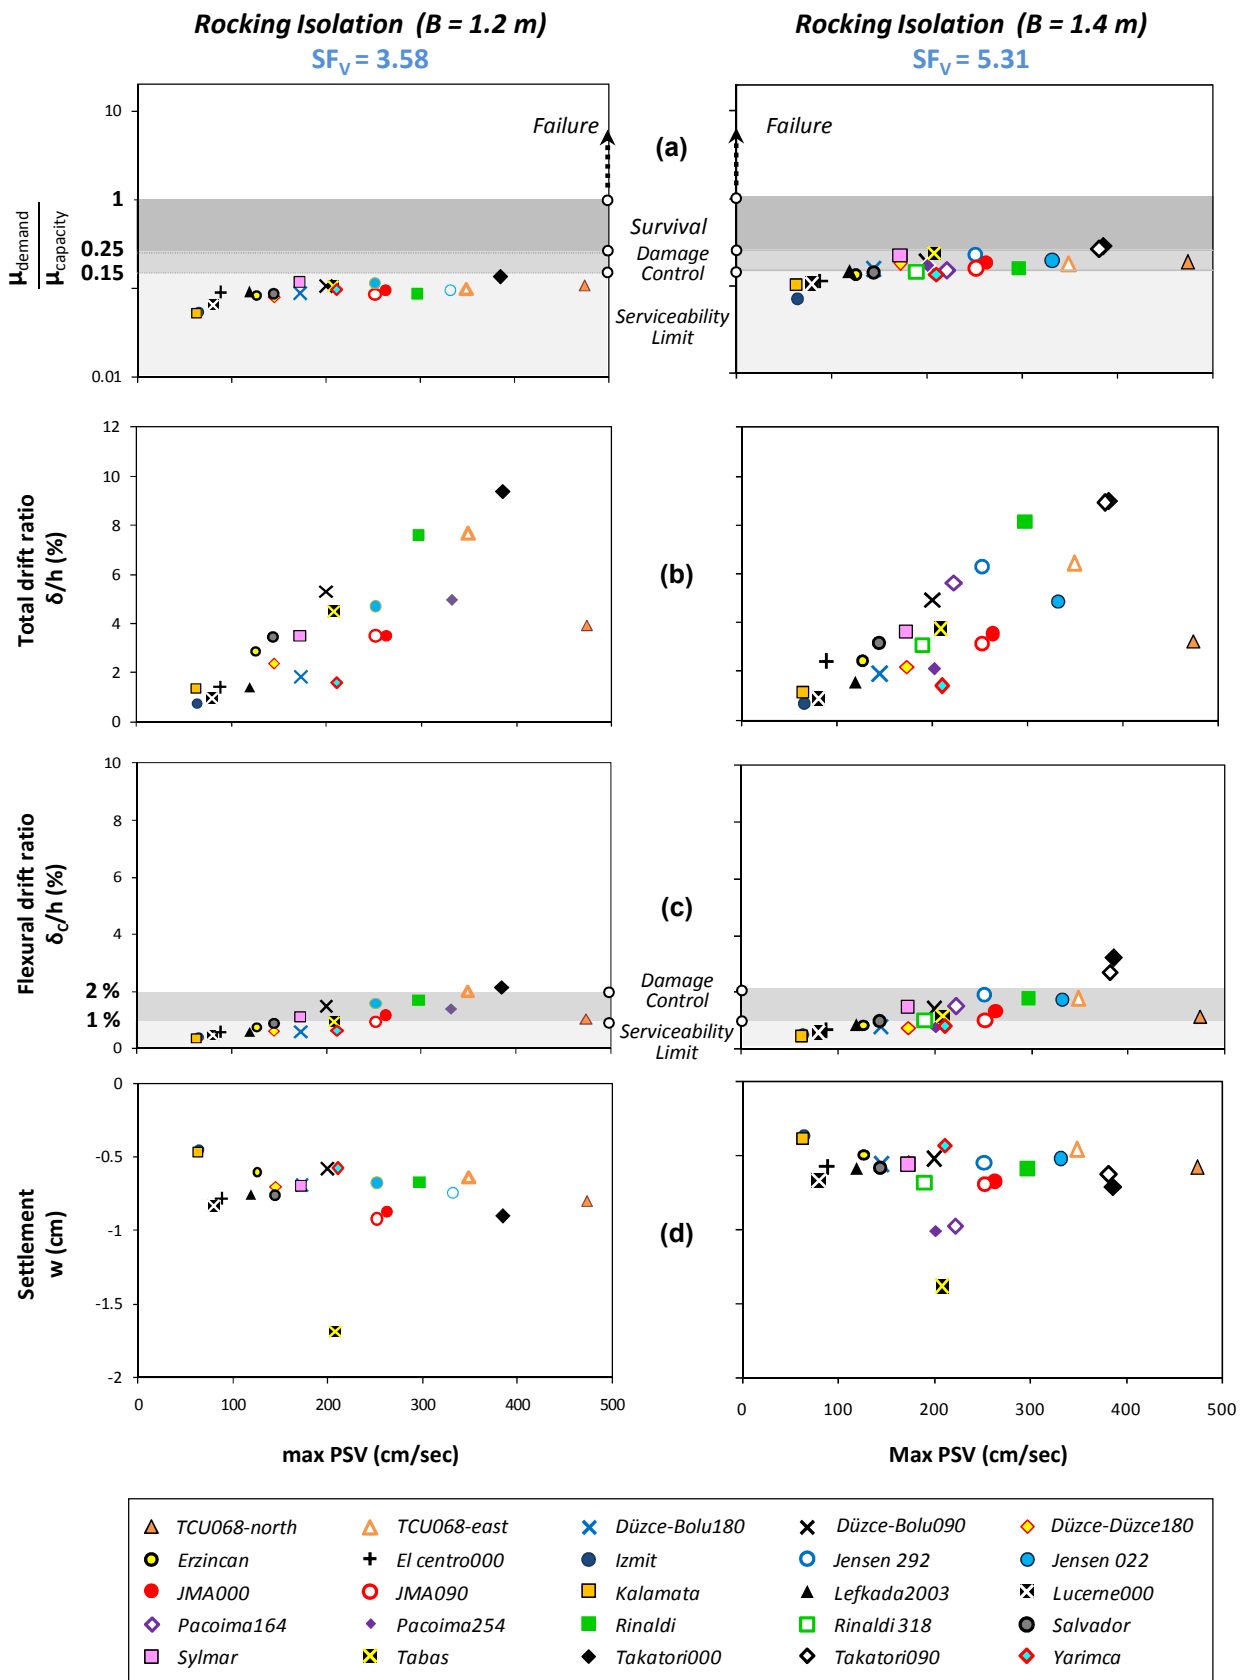 Rocking Isolation (B = 1.2 m)
SFV = 3.58
Rocking Isolation (B = 1.4 m)
SFV = 5.31
μdemand
μcapacity
10
1
0.25
0.15
0.01
Failure
(a)
Failure
Survival
Damage
Control
Serviceability
Limit
Total drift ratio
δ/h (%)
12
10
8
6
4
2
0
(b)
Flexural drift ratio
δC/h (%)
10
8
6
4
2 %
1 %
0
(c)
Damage
Control
Serviceability
Limit
Settlement
w (cm)
0
-0.5
-1
-1.5
-2
(d)
0 100 200 300 400 500
0 100 200 300 400 500
max PSV (cm/sec)
Max PSV (cm/sec)
TCU068-north TCU068-east Düzce-Bolu180 Düzce-Bolu090 Düzce-Düzce180
Erzincan El centro000 Izmit Jensen 292 Jensen 022
JMA000 JMA090 Kalamata Lefkada2003 Lucerne000
Pacoima164 Pacoima254 Rinaldi Rinaldi 318 Salvador
Sylmar Tabas Takatori000 Takatori090 Yarimca